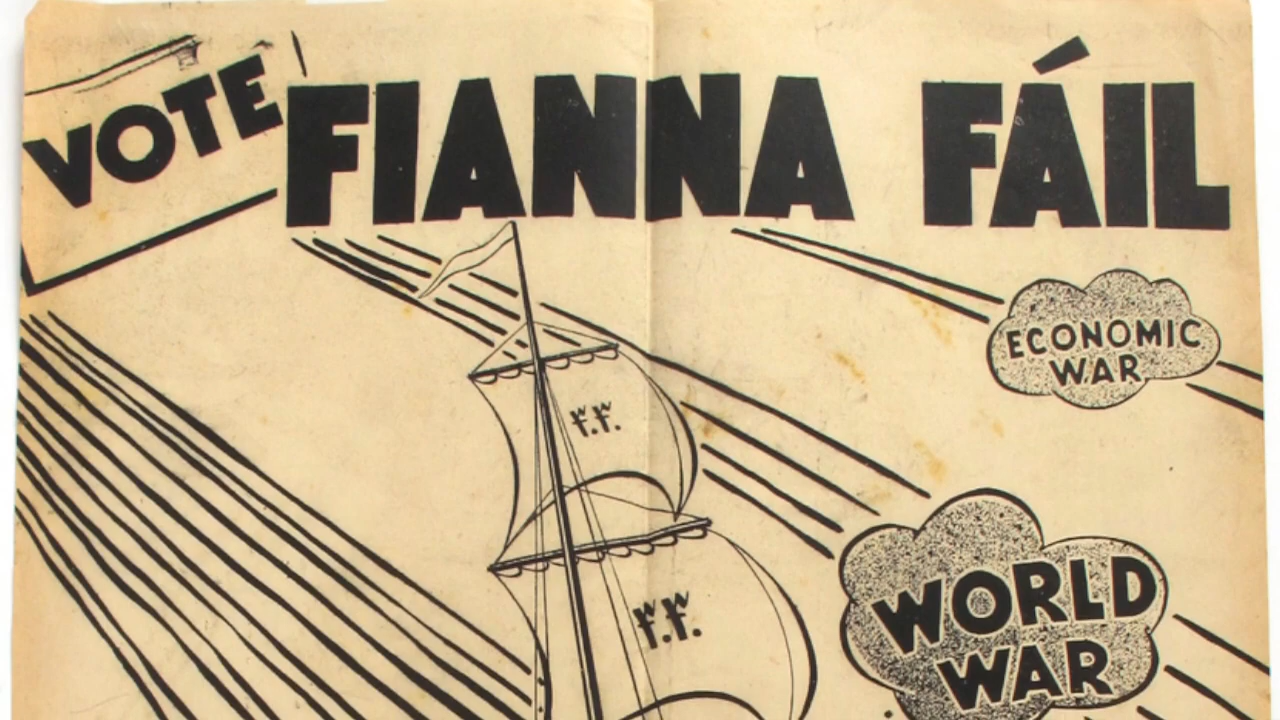 VOTE
FIANNA FÁIL
ECONOMIC
WAR
F.F.
WORLD
WAR
F.F.